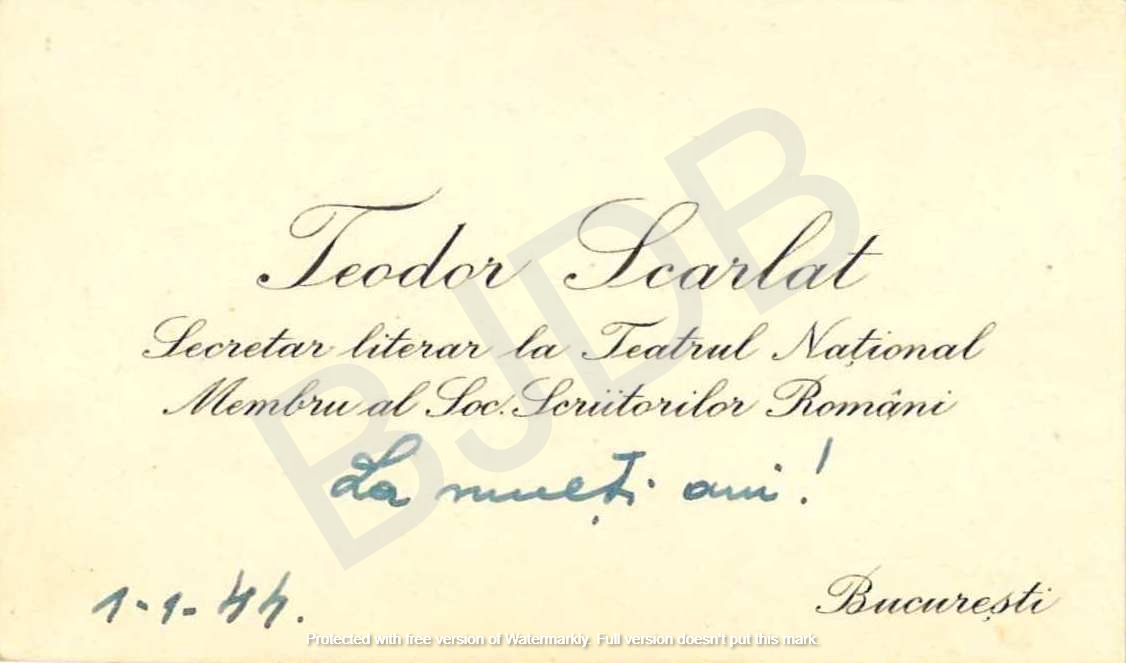 Teodor Scarlat
Secretar literar la Teatrul Național
Membru al Soc. Scriitorilor Români
La mulți ani!
1-1-44.
București
BJDB
Protected with free version of Watermarkly. Full version doesn't put this mark.